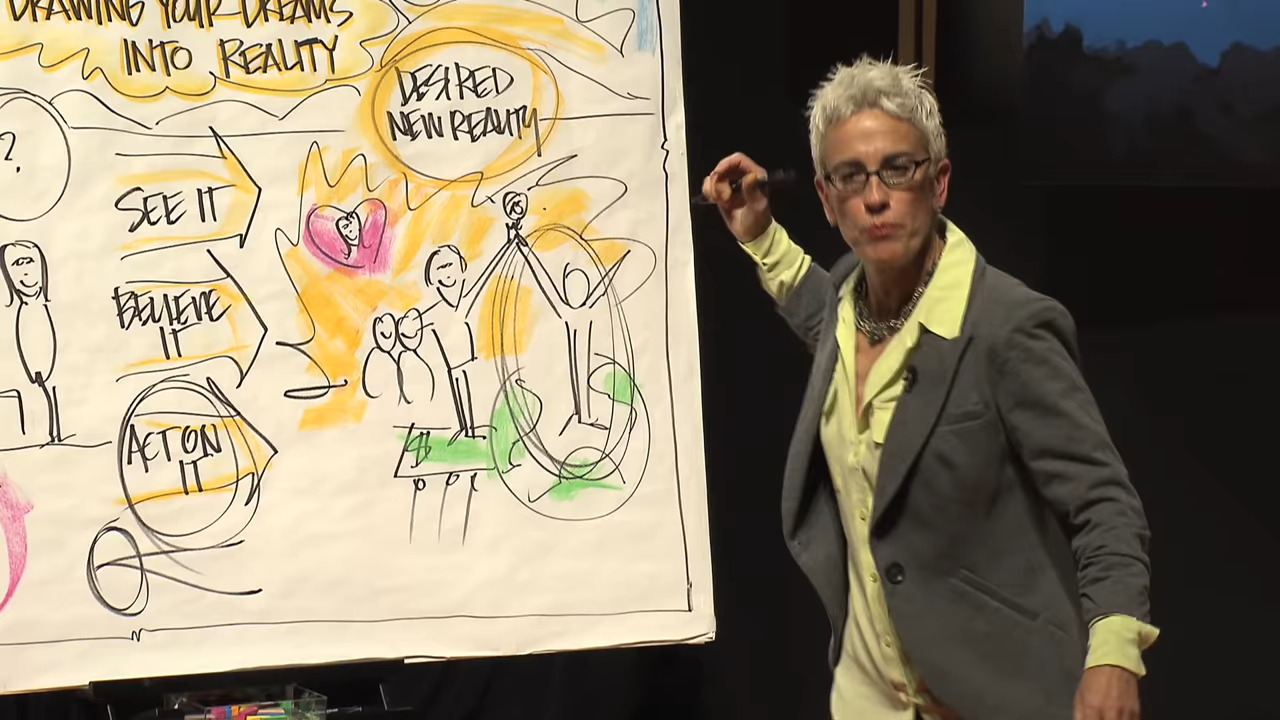 DRAWING YOUR DREAMS
INTO REALITY
DESIRED
NEW REALITY
?
SEE IT
BELIEVE
IT
ACT ON
IT
$